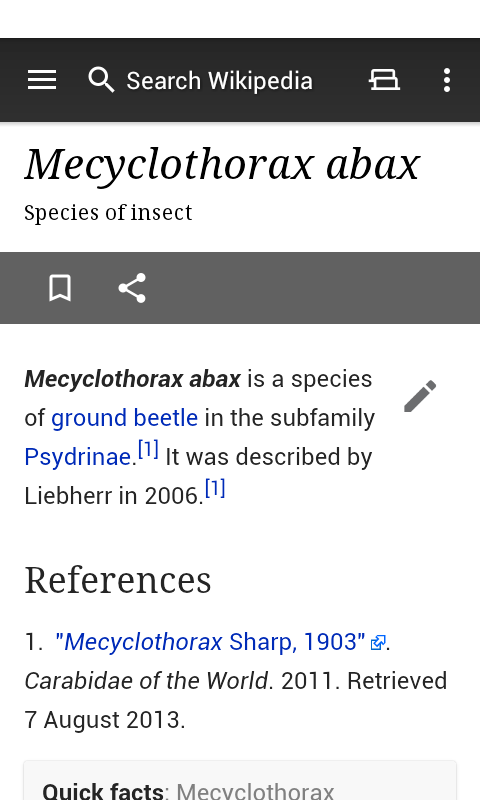 Search Wikipedia
Mecyclothorax abax
Species of insect
Mecyclothorax abax is a species
of ground beetle in the subfamily
Psydrinae.[1] It was described by
Liebherr in 2006.[1]
References
1. "Mecyclothorax Sharp, 1903".
Carabidae of the World. 2011. Retrieved
7 August 2013.
Quick facts: Mecyclothorax